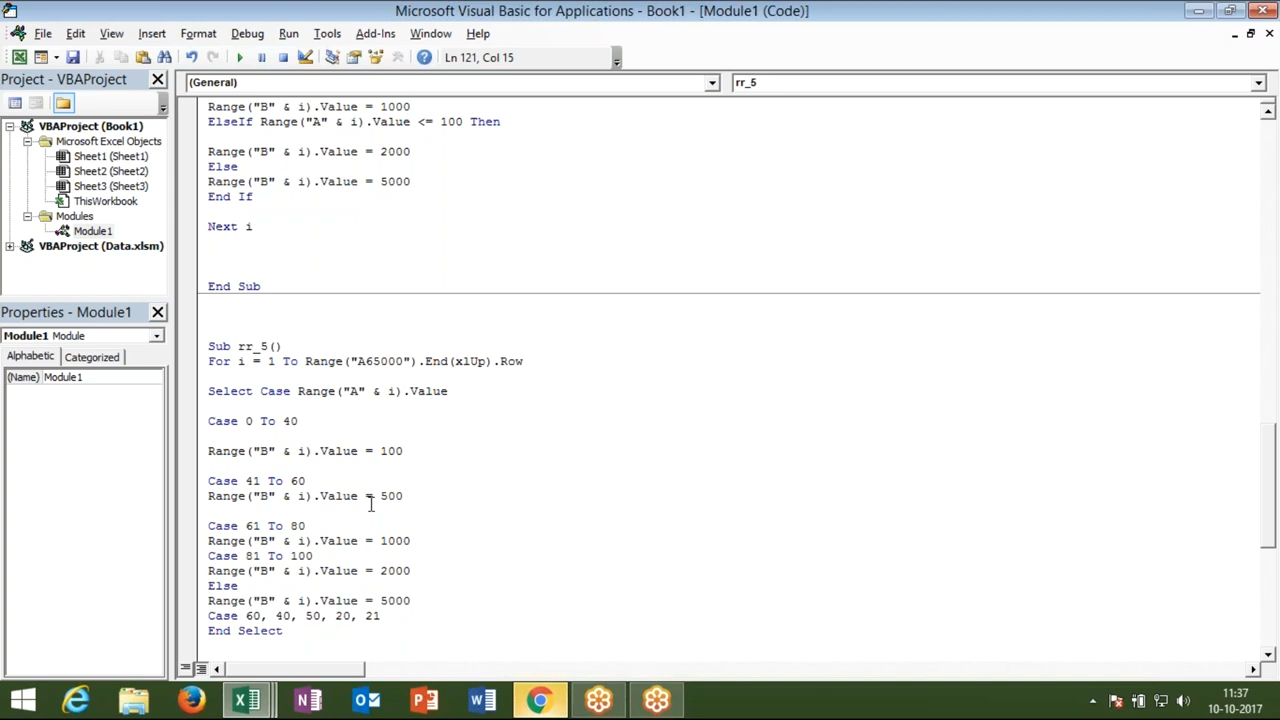 Microsoft Visual Basic for Applications - Book1 - [Module1 (Code)]
File Edit View Insert Format Debug Run Tools Add-Ins Window Help
Ln 121, Col 15
Project - VBAProject
(General)
rr_5
VBAProject (Book1)
Microsoft Excel Objects
Sheet1 (Sheet1)
Sheet2 (Sheet2)
Sheet3 (Sheet3)
ThisWorkbook
Modules
Module1
VBAProject (Data.xlsm)
Properties - Module1
Module1 Module
Alphabetic Categorized
(Name) Module1
Range("B" & i).Value = 1000
ElseIf Range("A" & i).Value <= 100 Then
Range("B" & i).Value = 2000
Else
Range("B" & i).Value = 5000
End If
Next i
End Sub
Sub rr_5()
For i = 1 To Range("A65000").End(xlUp).Row
Select Case Range("A" & i).Value
Case 0 To 40
Range("B" & i).Value = 100
Case 41 To 60
Range("B" & i).Value = 500
Case 61 To 80
Range("B" & i).Value = 1000
Case 81 To 100
Range("B" & i).Value = 2000
Else
Range("B" & i).Value = 5000
Case 60, 40, 50, 20, 21
End Select
11:37
10-10-2017